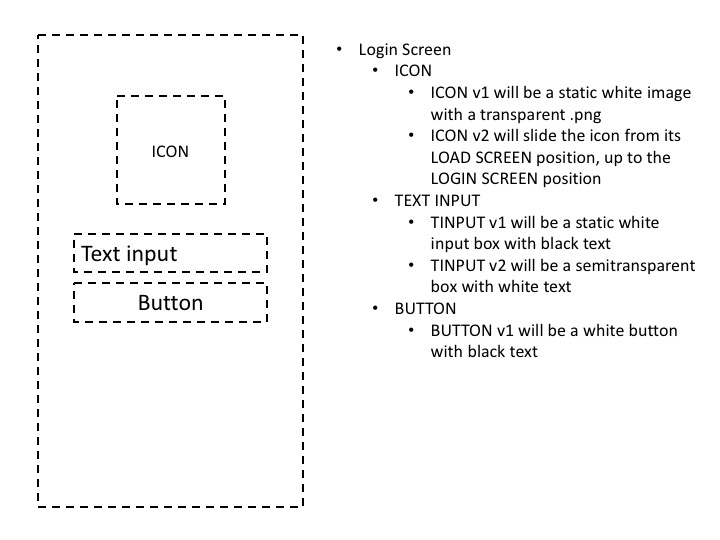 ICON
Text input
Button
• Login Screen
• ICON
• ICON v1 will be a static white image
with a transparent .png
• ICON v2 will slide the icon from its
LOAD SCREEN position, up to the
LOGIN SCREEN position
• TEXT INPUT
• TINPUT v1 will be a static white
input box with black text
• TINPUT v2 will be a semitransparent
box with white text
• BUTTON
• BUTTON v1 will be a white button
with black text